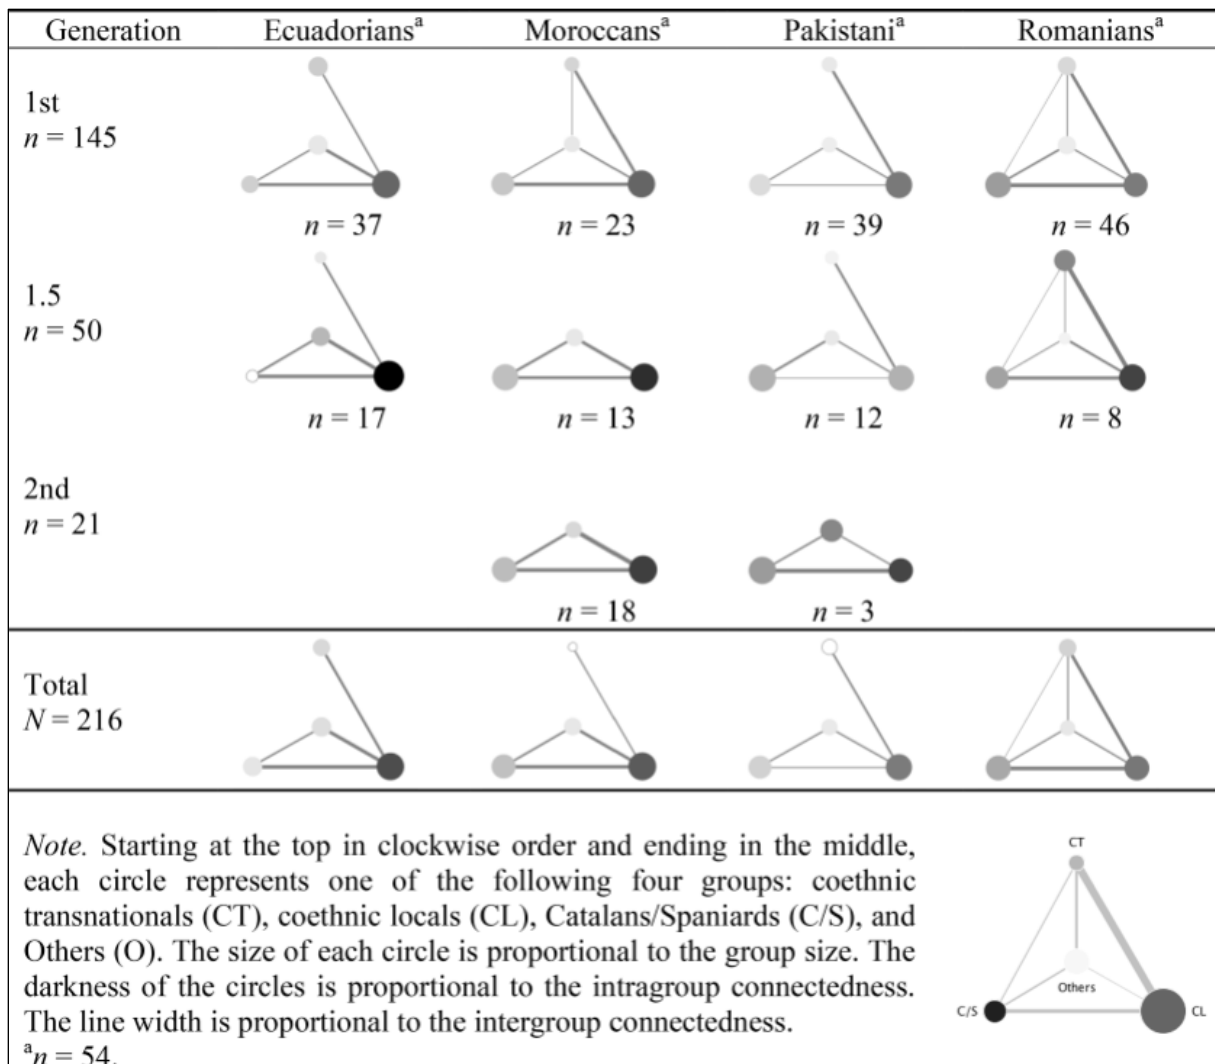 Generation Ecuadoriansᵃ Moroccansᵃ Pakistaniᵃ Romaniansᵃ
1st
n = 145
n = 37 n = 23 n = 39 n = 46
1.5
n = 50
n = 17 n = 13 n = 12 n = 8
2nd
n = 21
n = 18 n = 3
Total
N = 216
Note. Starting at the top in clockwise order and ending in the middle,
each circle represents one of the following four groups: coethnic
transnationals (CT), coethnic locals (CL), Catalans/Spaniards (C/S), and
Others (O). The size of each circle is proportional to the group size. The
darkness of the circles is proportional to the intragroup connectedness.
The line width is proportional to the intergroup connectedness.
ᵃn = 54.
CT
Others
C/S CL